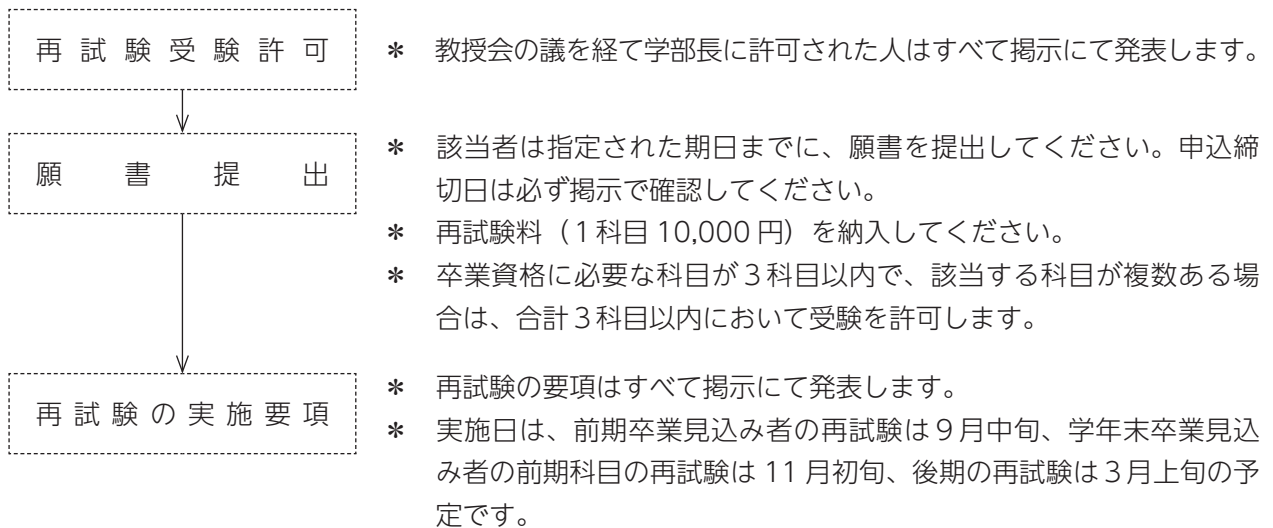 再試験受験許可
* 教授会の議を経て学部長に許可された人はすべて掲示にて発表します。
願書提出
* 該当者は指定された期日までに、願書を提出してください。申込締
切日は必ず掲示で確認してください。
* 再試験料（1科目 10,000 円）を納入してください。
* 卒業資格に必要な科目が3科目以内で、該当する科目が複数ある場
合は、合計3科目以内において受験を許可します。
再試験の実施要項
* 再試験の要項はすべて掲示にて発表します。
* 実施日は、前期卒業見込み者の再試験は9月中旬、学年末卒業見込
み者の前期科目の再試験は 11 月初旬、後期の再試験は3月上旬の予
定です。